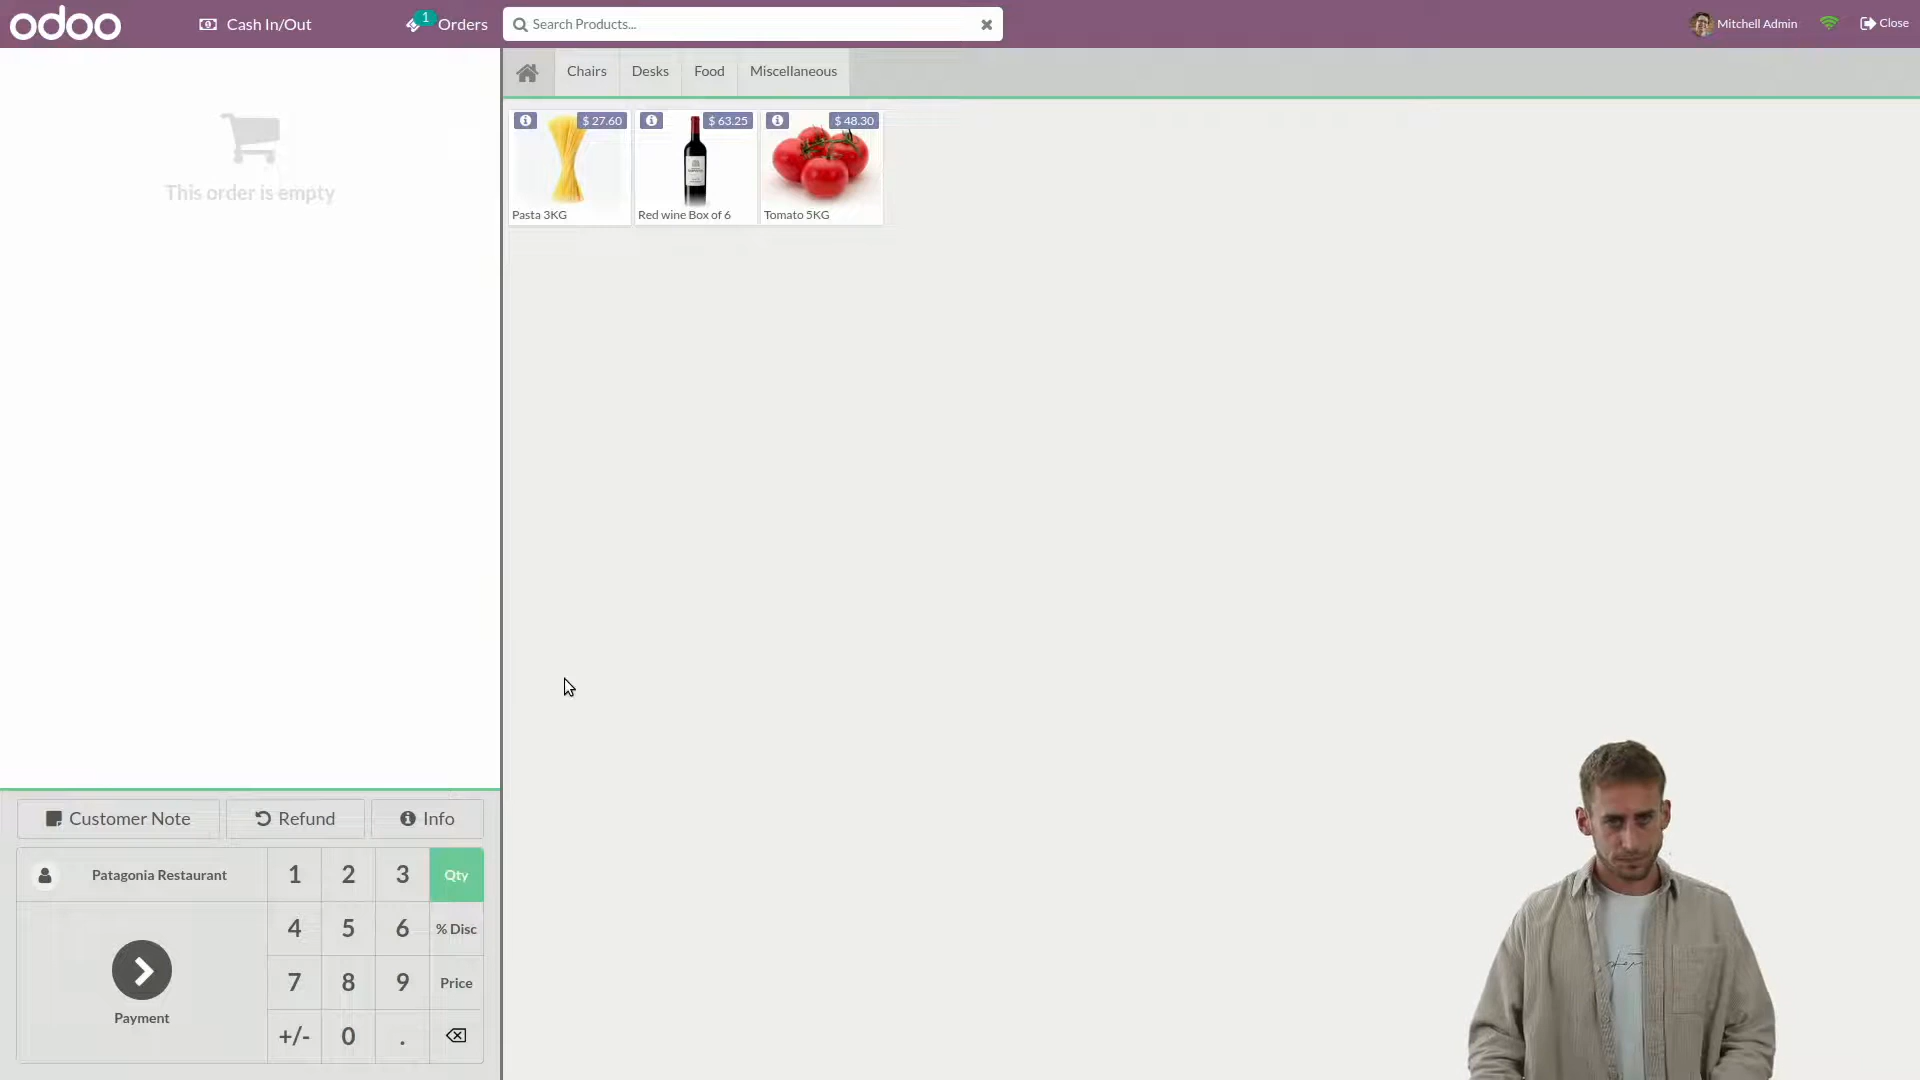 odoo
Cash In/Out
1
Orders
Search Products...
Mitchell Admin
Close
Chairs
Desks
Food
Miscellaneous
This order is empty
$ 27.60
Pasta 3KG
$ 63.25
Red wine Box of 6
$ 48.30
Tomato 5KG
Customer Note
Refund
Info
Patagonia Restaurant
Payment
1 2 3 Qty
4 5 6 % Disc
7 8 9 Price
+/- 0 .